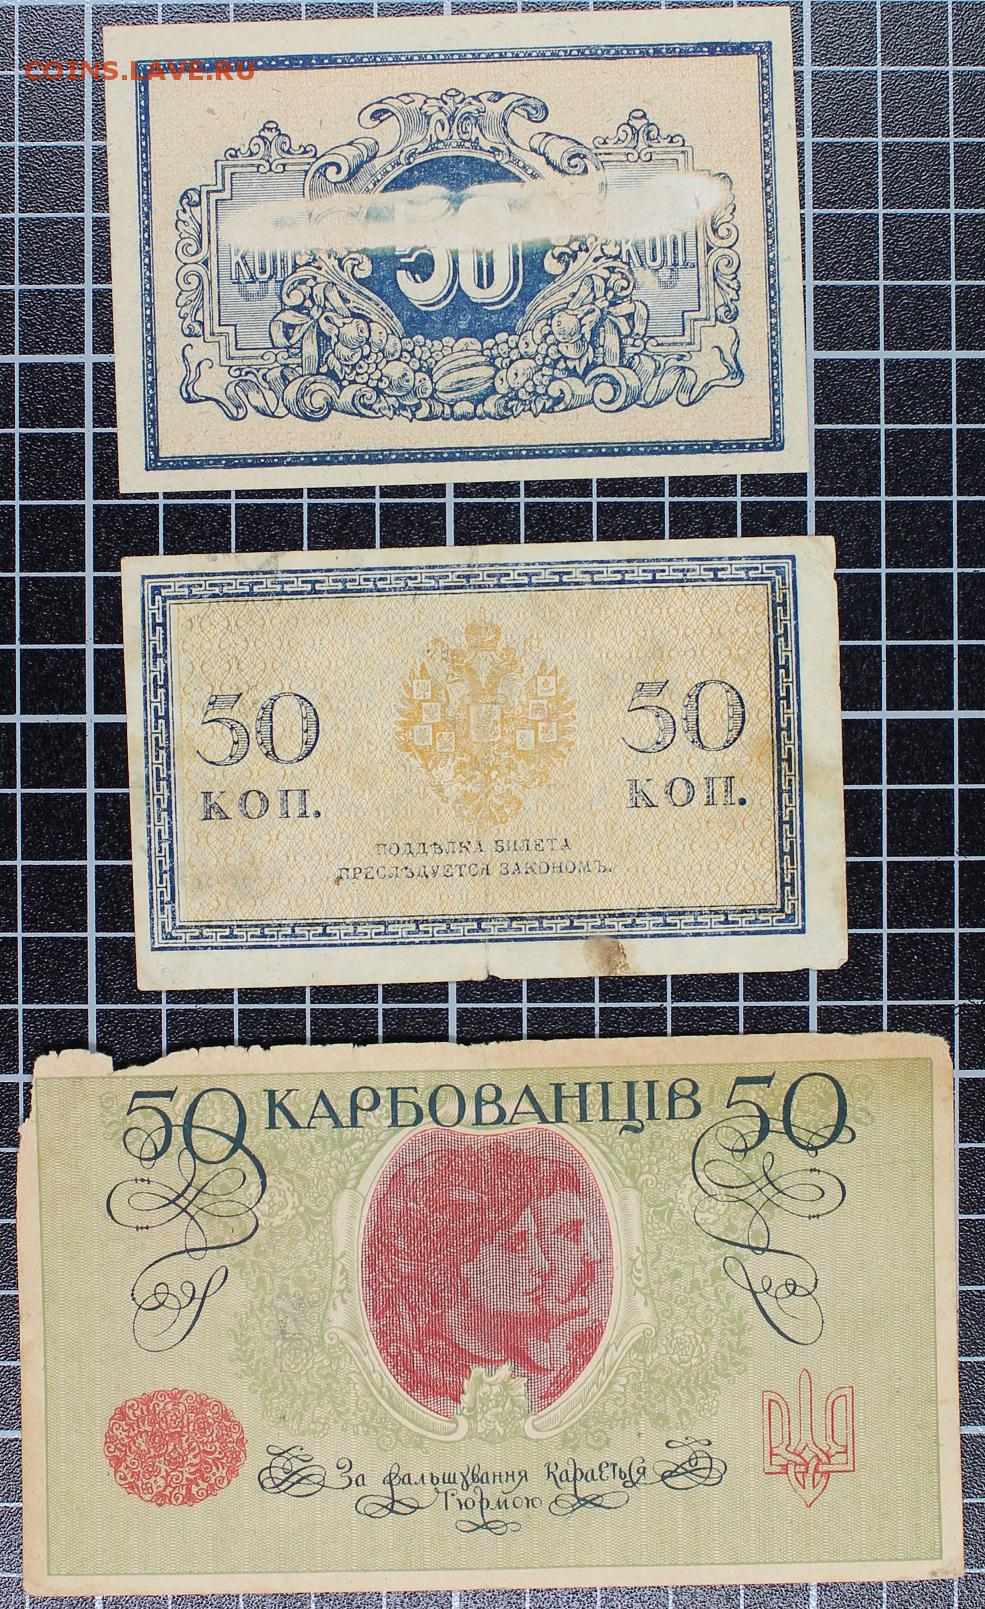 COINS.LAVE.RU
50
КОП. КОП.
50 50
КОП. КОП.
ПОДДѢЛКА БИЛЕТА
ПРЕСЛѢДУЕТСЯ ЗАКОНОМЪ.
50 КАРБОВАНЦІВ 50
За фальшування Карається
Тюрмою